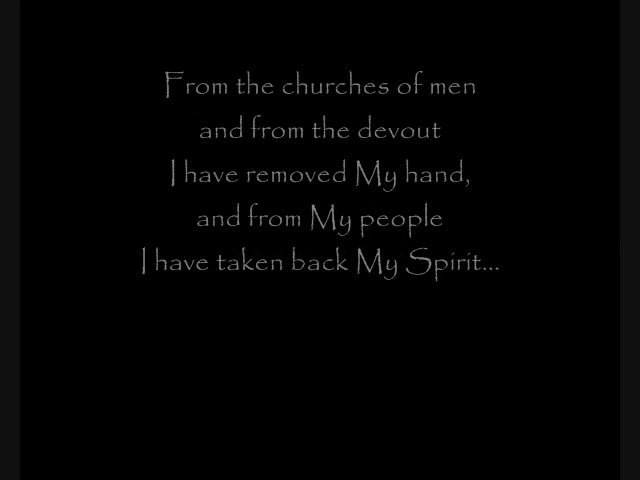 From the churches of men
and from the devout
I have removed My hand,
and from My people
I have taken back My Spirit...